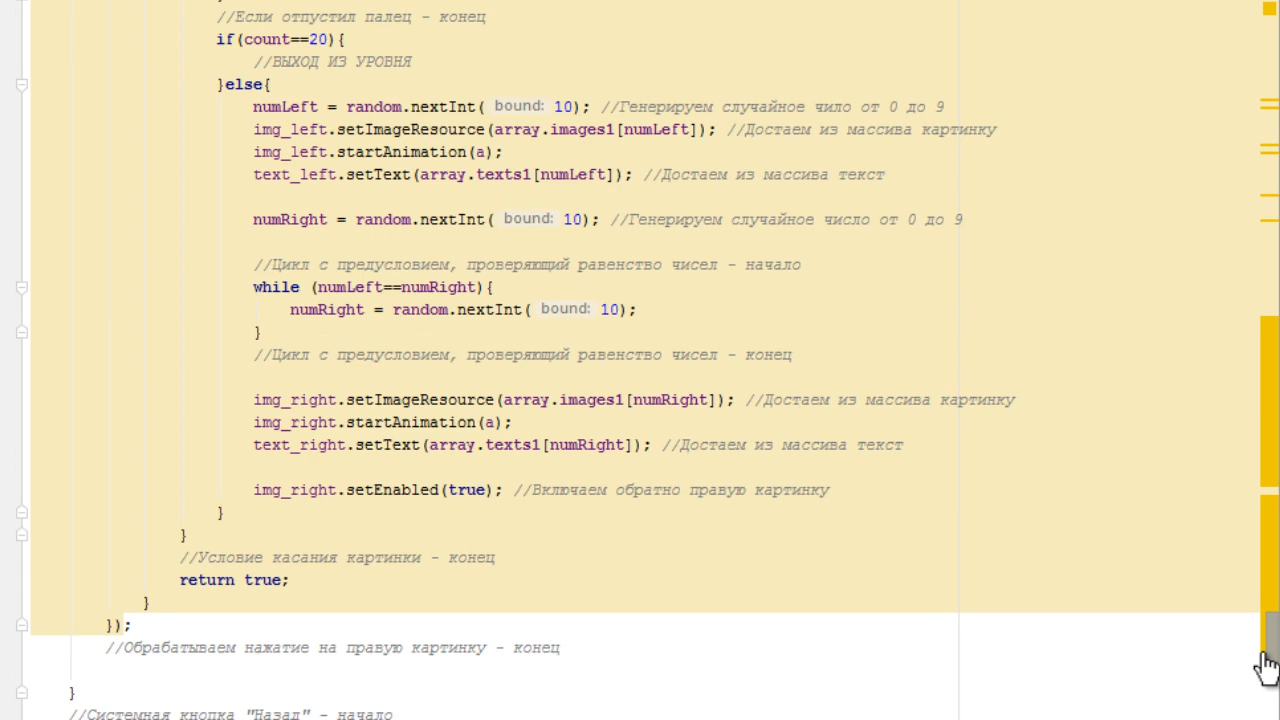 //Если отпустил палец - конец
if(count==20){
//ВЫХОД ИЗ УРОВНЯ
}else{
numLeft = random.nextInt( bound: 10); //Генерируем случайное чило от 0 до 9
img_left.setImageResource(array.images1[numLeft]); //Достаем из массива картинку
img_left.startAnimation(a);
text_left.setText(array.texts1[numLeft]); //Достаем из массива текст
numRight = random.nextInt( bound: 10); //Генерируем случайное число от 0 до 9
//Цикл с предусловием, проверяющий равенство чисел - начало
while (numLeft==numRight){
numRight = random.nextInt( bound: 10);
}
//Цикл с предусловием, проверяющий равенство чисел - конец
img_right.setImageResource(array.images1[numRight]); //Достаем из массива картинку
img_right.startAnimation(a);
text_right.setText(array.texts1[numRight]); //Достаем из массива текст
img_right.setEnabled(true); //Включаем обратно правую картинку
}
}
//Условие касания картинки - конец
return true;
}
});
//Обрабатываем нажатие на правую картинку - конец
}
//Системная кнопка "Назад" - начало